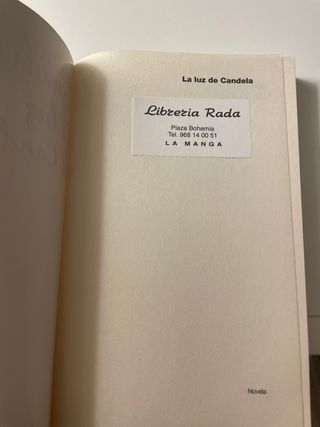 La luz de Candela
Librería Rada
Plaza Bohemia
Tel. 968 14 00 51
LA MANGA
Novela